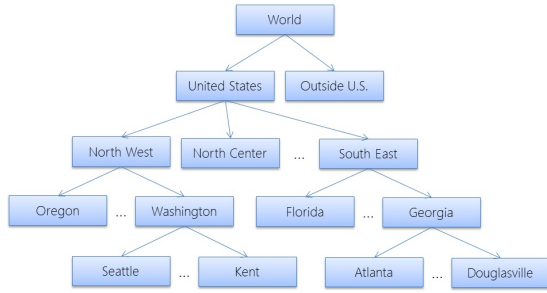 World
United States
Outside U.S.
North West
North Center
...
South East
Oregon
...
Washington
Florida
...
Georgia
Seattle
...
Kent
Atlanta
...
Douglasville